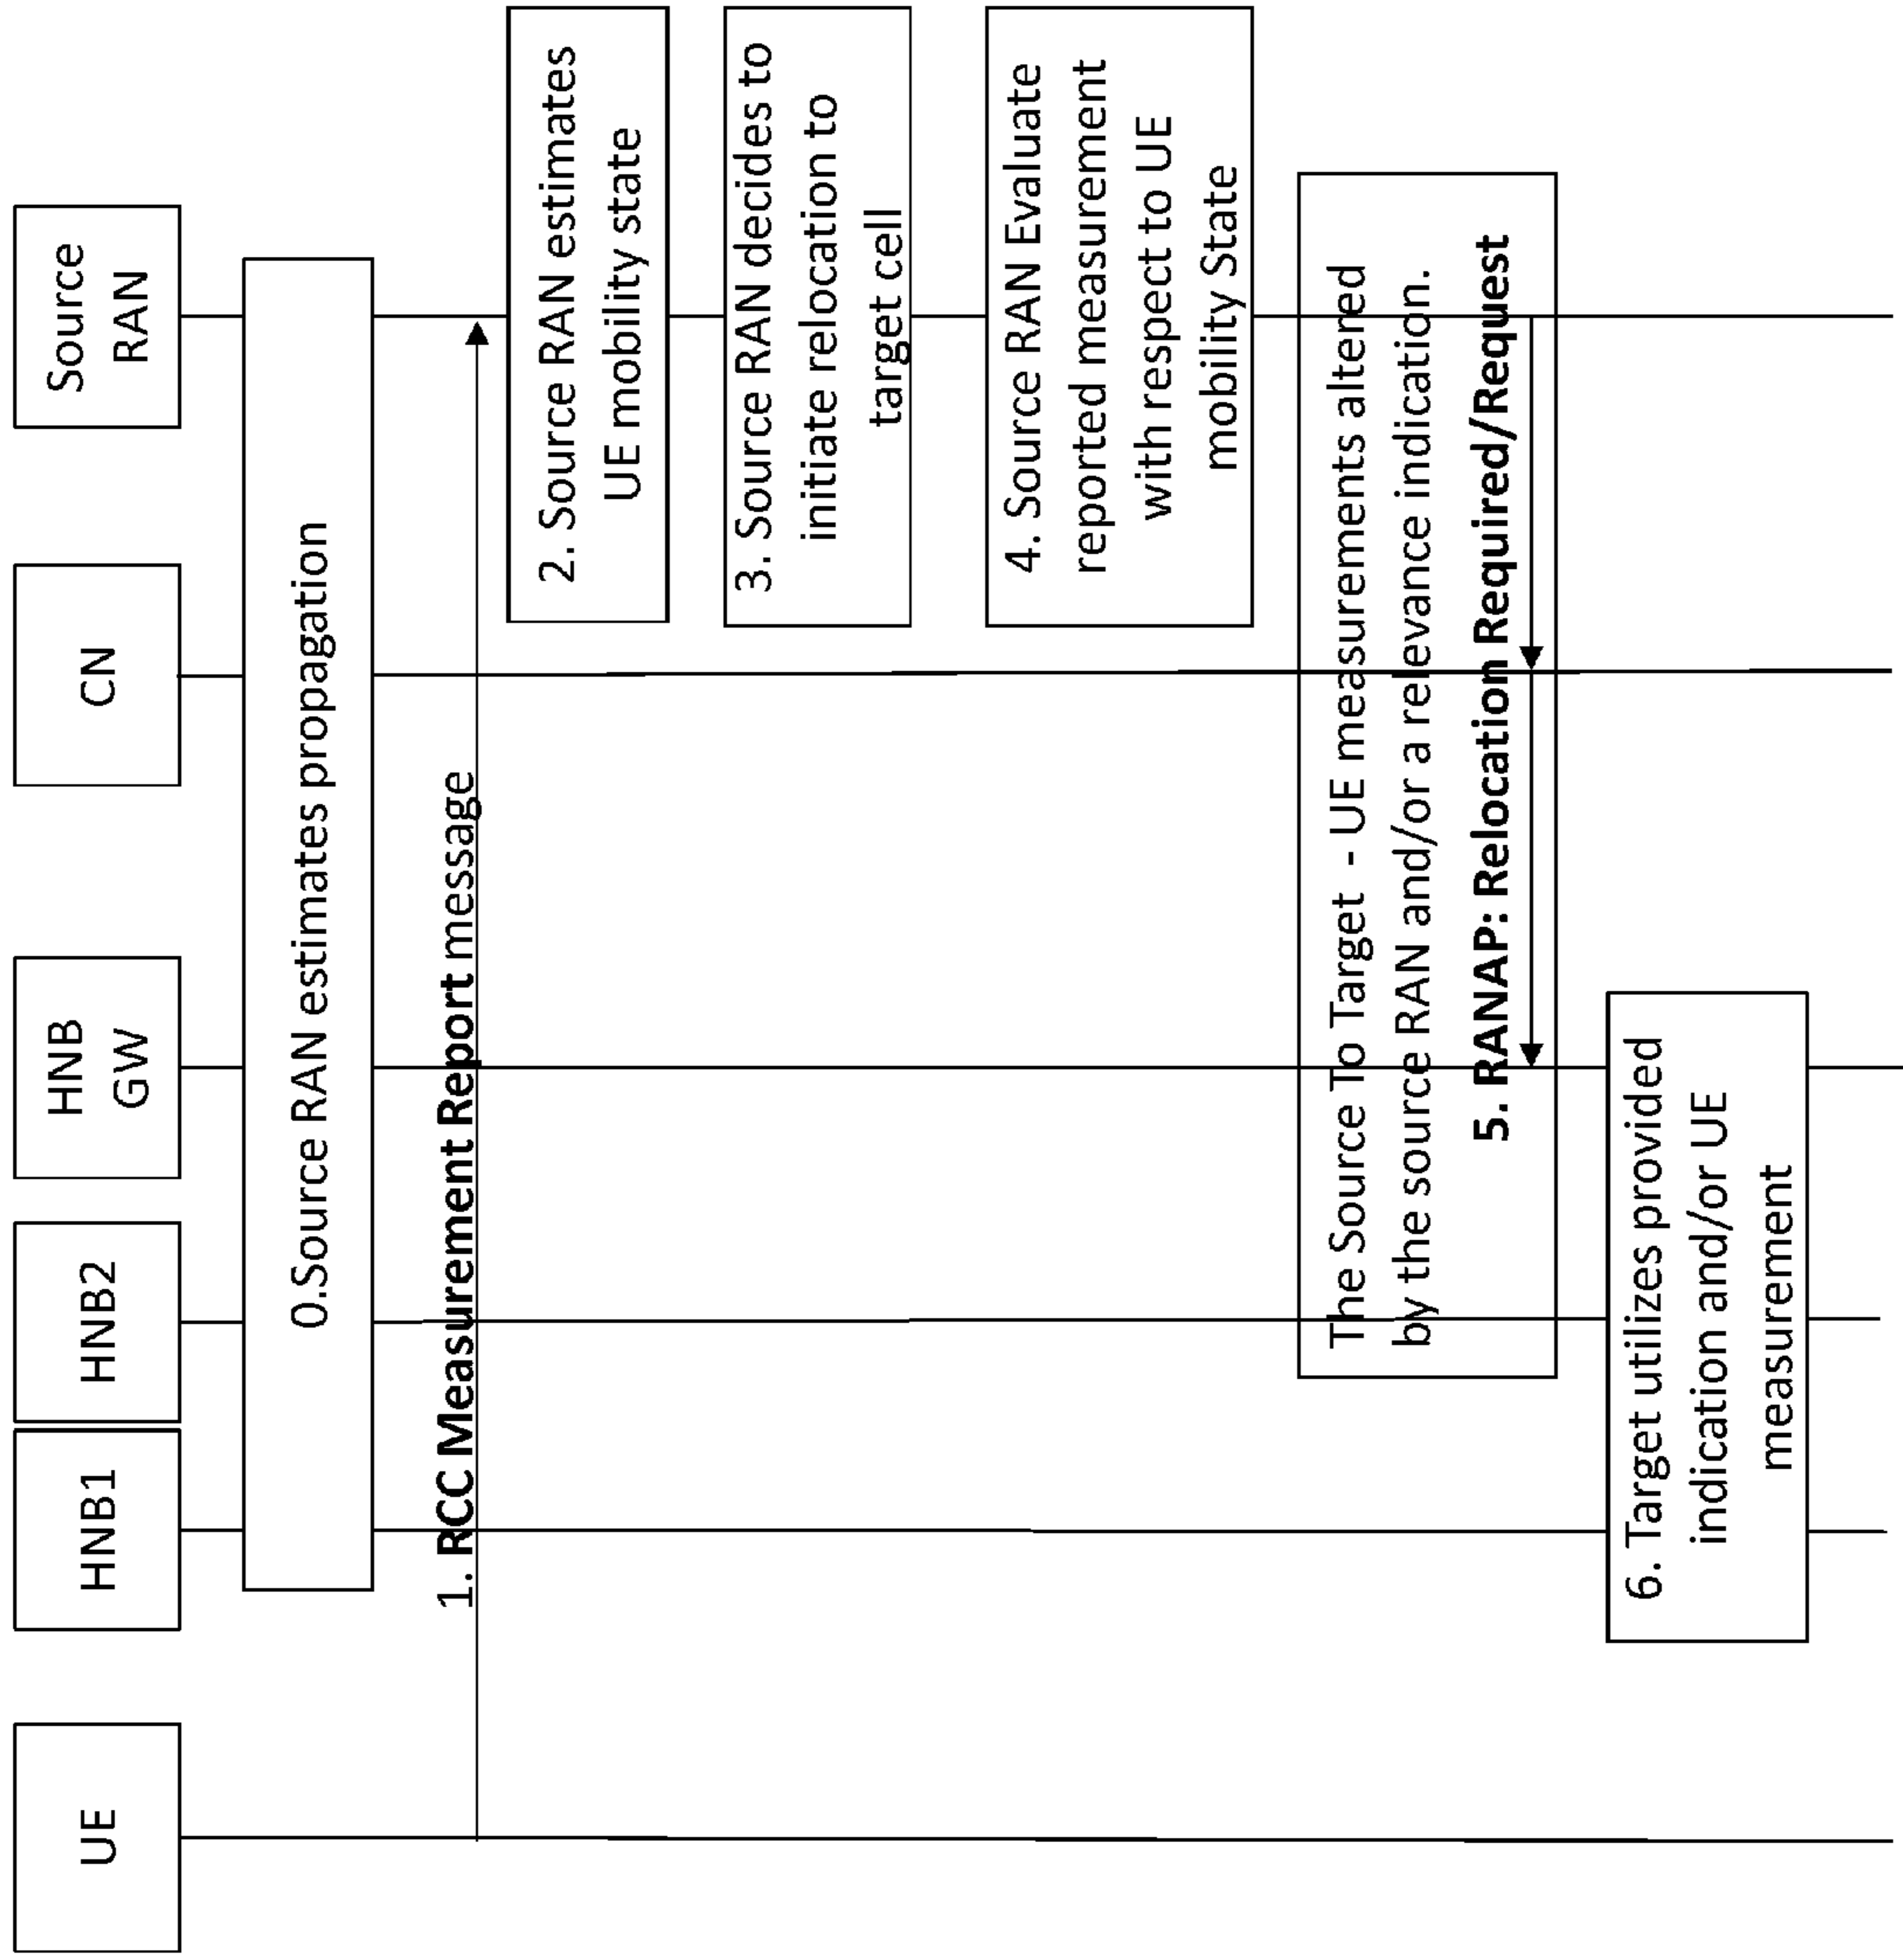 UE
HNB1
HNB2
HNB
GW
CN
Source
RAN
0.Source RAN estimates propagation
1. RCC Measurement Report message
2. Source RAN estimates
UE mobility state
3. Source RAN decides to
initiate relocation to
target cell
4. Source RAN Evaluate
reported measurement
with respect to UE
mobility State
The Source To Target - UE measurements altered
by the source RAN and/or a relevance indication.
5. RANAP: Relocation Required/Request
6. Target utilizes provided
indication and/or UE
measurement